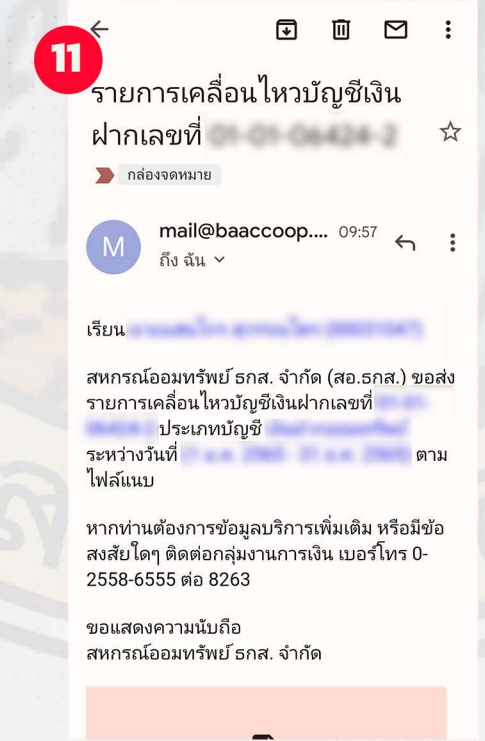 11
รายการเคลื่อนไหวบัญชีเงิน
ฝากเลขที่
กล่องจดหมาย
M
mail@baaccoop.... 09:57
ถึง ฉัน
เรียน
สหกรณ์ออมทรัพย์ ธกส. จำกัด (สอ.ธกส.) ขอส่ง
รายการเคลื่อนไหวบัญชีเงินฝากเลขที่
ประเภทบัญชี
ระหว่างวันที่ ตาม
ไฟล์แนบ
หากท่านต้องการข้อมูลบริการเพิ่มเติม หรือมีข้อ
สงสัยใดๆ ติดต่อกลุ่มงานการเงิน เบอร์โทร 0-
2558-6555 ต่อ 8263
ขอแสดงความนับถือ
สหกรณ์ออมทรัพย์ ธกส. จำกัด